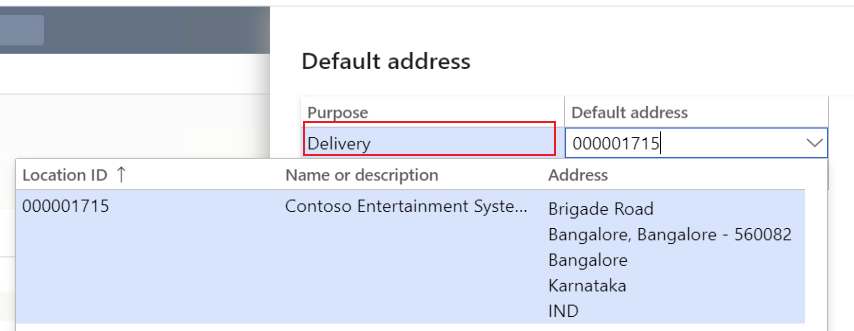 Default address
Purpose Default address
Delivery 000001715
Location ID ↑ Name or description Address
000001715 Contoso Entertainment Syste... Brigade Road
Bangalore, Bangalore - 560082
Bangalore
Karnataka
IND